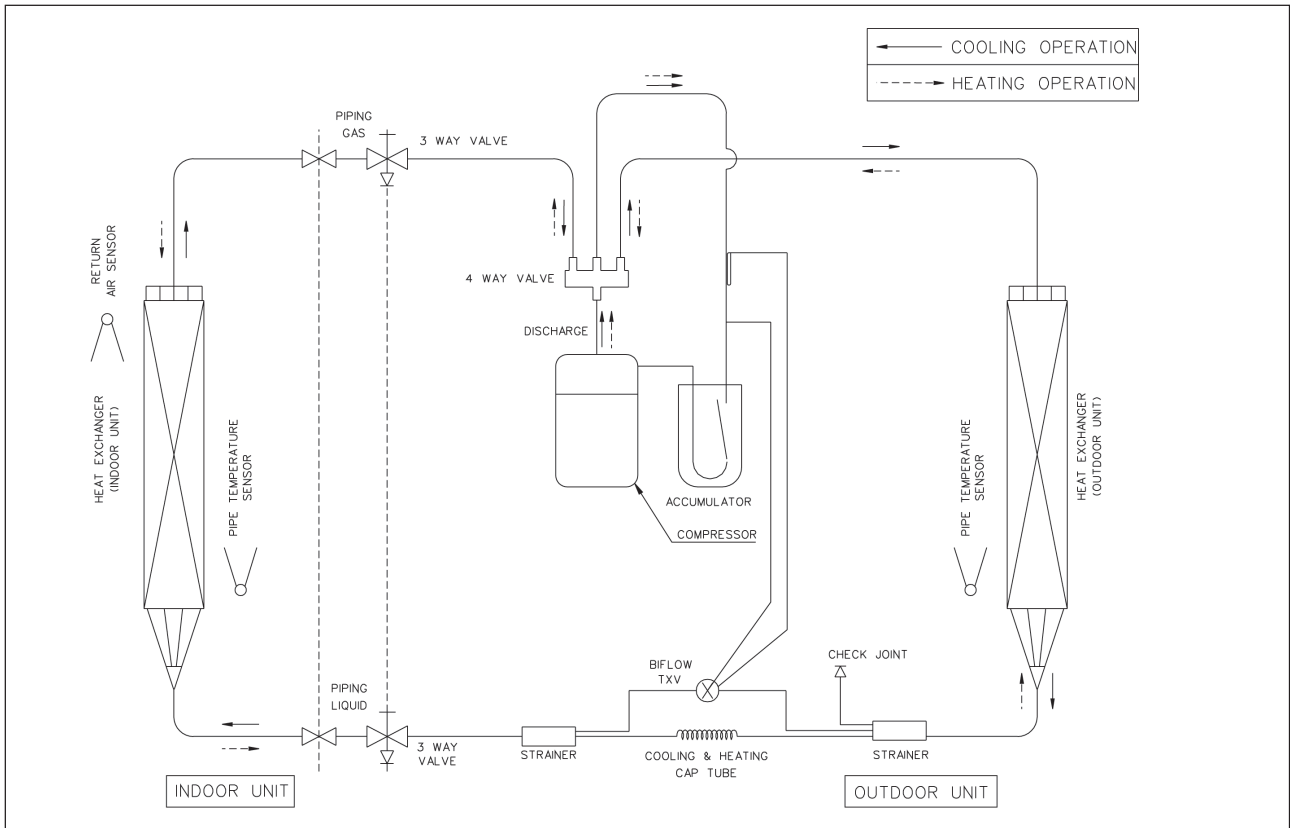 COOLING OPERATION
HEATING OPERATION
PIPING
GAS
3 WAY VALVE
RETURN
AIR SENSOR
4 WAY VALVE
DISCHARGE
HEAT EXCHANGER
(INDOOR UNIT)
PIPE TEMPERATURE
SENSOR
ACCUMULATOR
COMPRESSOR
PIPE TEMPERATURE
SENSOR
HEAT EXCHANGER
(OUTDOOR UNIT)
CHECK JOINT
BIFLOW
TXV
PIPING
LIQUID
3 WAY
VALVE
STRAINER
COOLING & HEATING
CAP TUBE
STRAINER
INDOOR UNIT
OUTDOOR UNIT